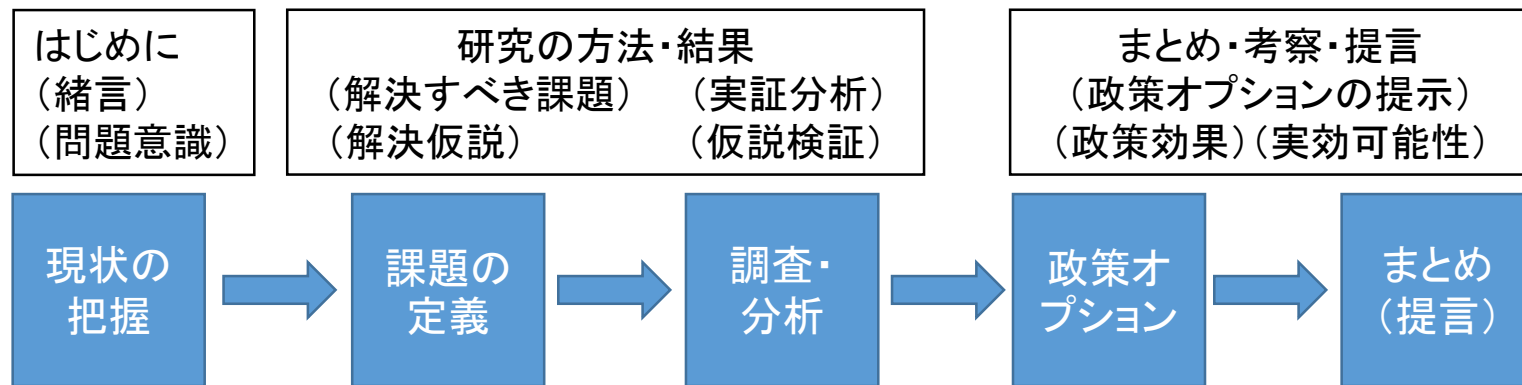 はじめに
（緒言）
（問題意識）
研究の方法・結果
（解決すべき課題）　（実証分析）
（解決仮説）　（仮説検証）
まとめ・考察・提言
（政策オプションの提示）
（政策効果）（実効可能性）
現状の
把握
課題の
定義
調査・
分析
政策オ
プション
まとめ
（提言）